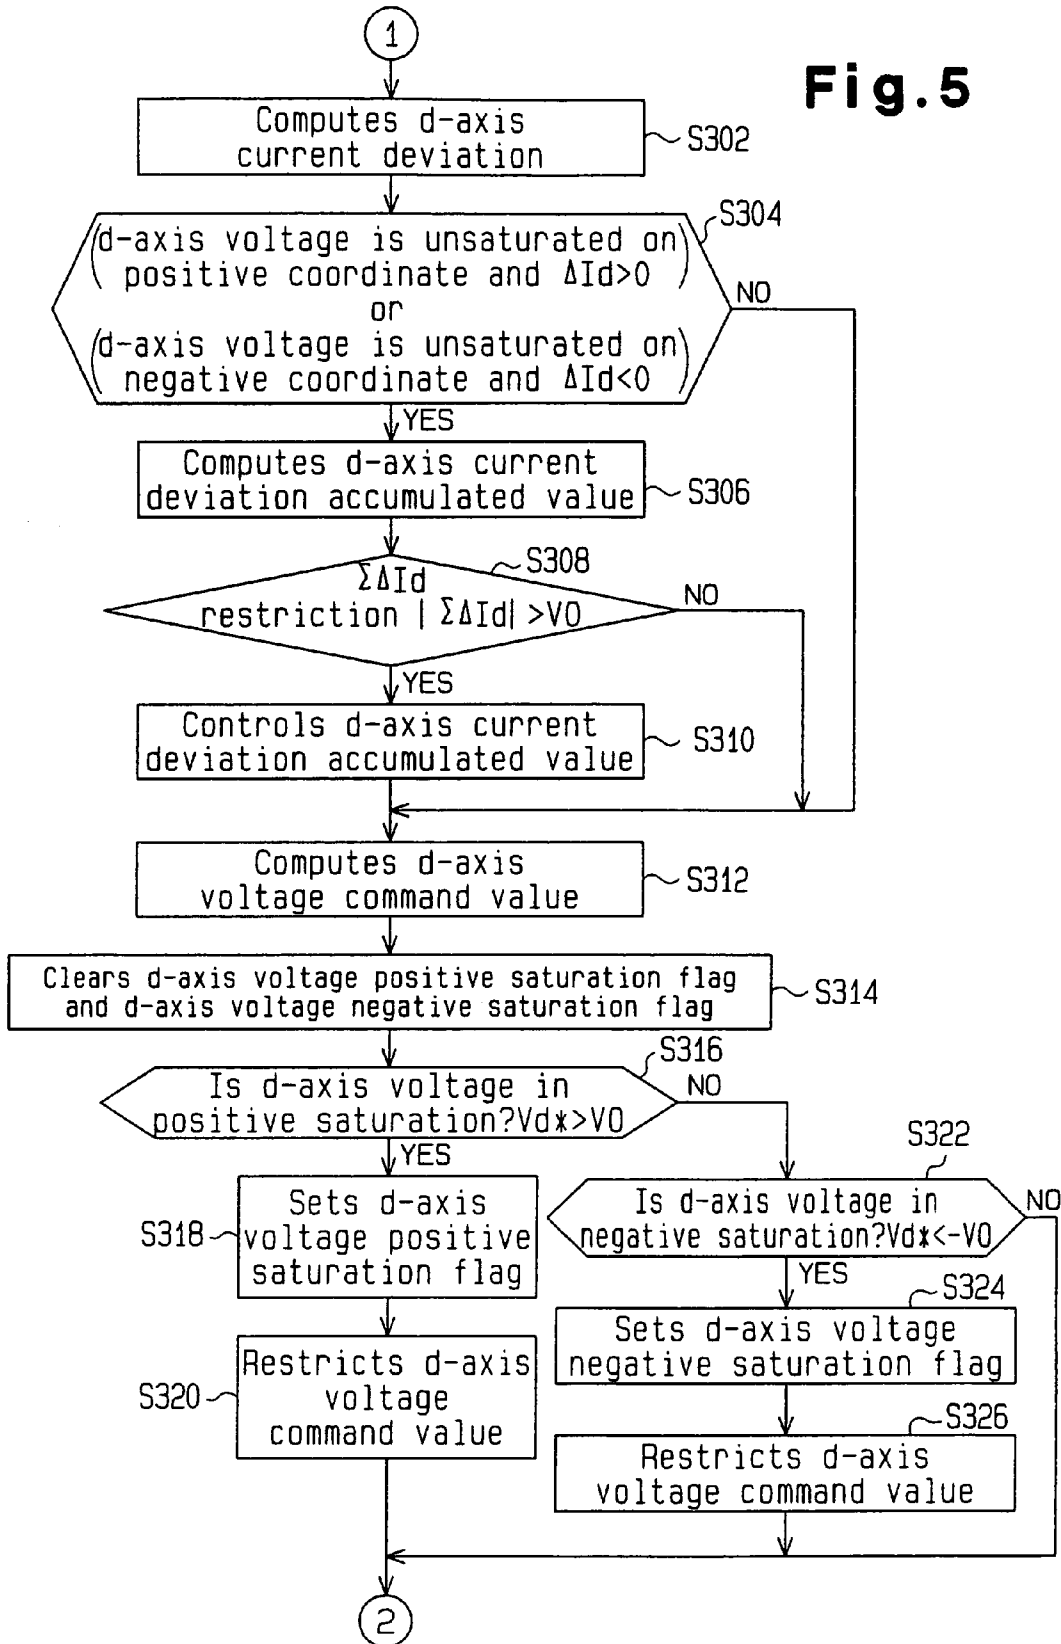 1
Fig.5
Computes d-axis
current deviation
S302
S304
(d-axis voltage is unsaturated on
positive coordinate and ΔId>0)
or
(d-axis voltage is unsaturated on
negative coordinate and ΔId<0)
NO
YES
Computes d-axis current
deviation accumulated value
S306
S308
ΣΔId
restriction | ΣΔId| >V0
NO
YES
Controls d-axis current
deviation accumulated value
S310
Computes d-axis
voltage command value
S312
Clears d-axis voltage positive saturation flag
and d-axis voltage negative saturation flag
S314
S316
Is d-axis voltage in
positive saturation?Vd*>V0
NO
YES
S318
Sets d-axis
voltage positive
saturation flag
S322
Is d-axis voltage in
negative saturation?Vd*<-V0
NO
YES
S324
Sets d-axis voltage
negative saturation flag
S320
Restricts d-axis
voltage
command value
S326
Restricts d-axis
voltage command value
2